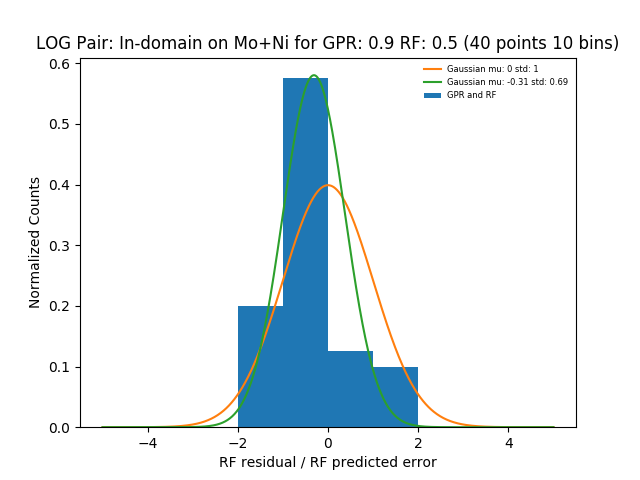 LOG Pair: In-domain on Mo+Ni for GPR: 0.9 RF: 0.5 (40 points 10 bins)
Gaussian mu: 0 std: 1
Gaussian mu: -0.31 std: 0.69
GPR and RF
Normalized Counts
0.6
0.5
0.4
0.3
0.2
0.1
0.0
−4 −2 0 2 4
RF residual / RF predicted error